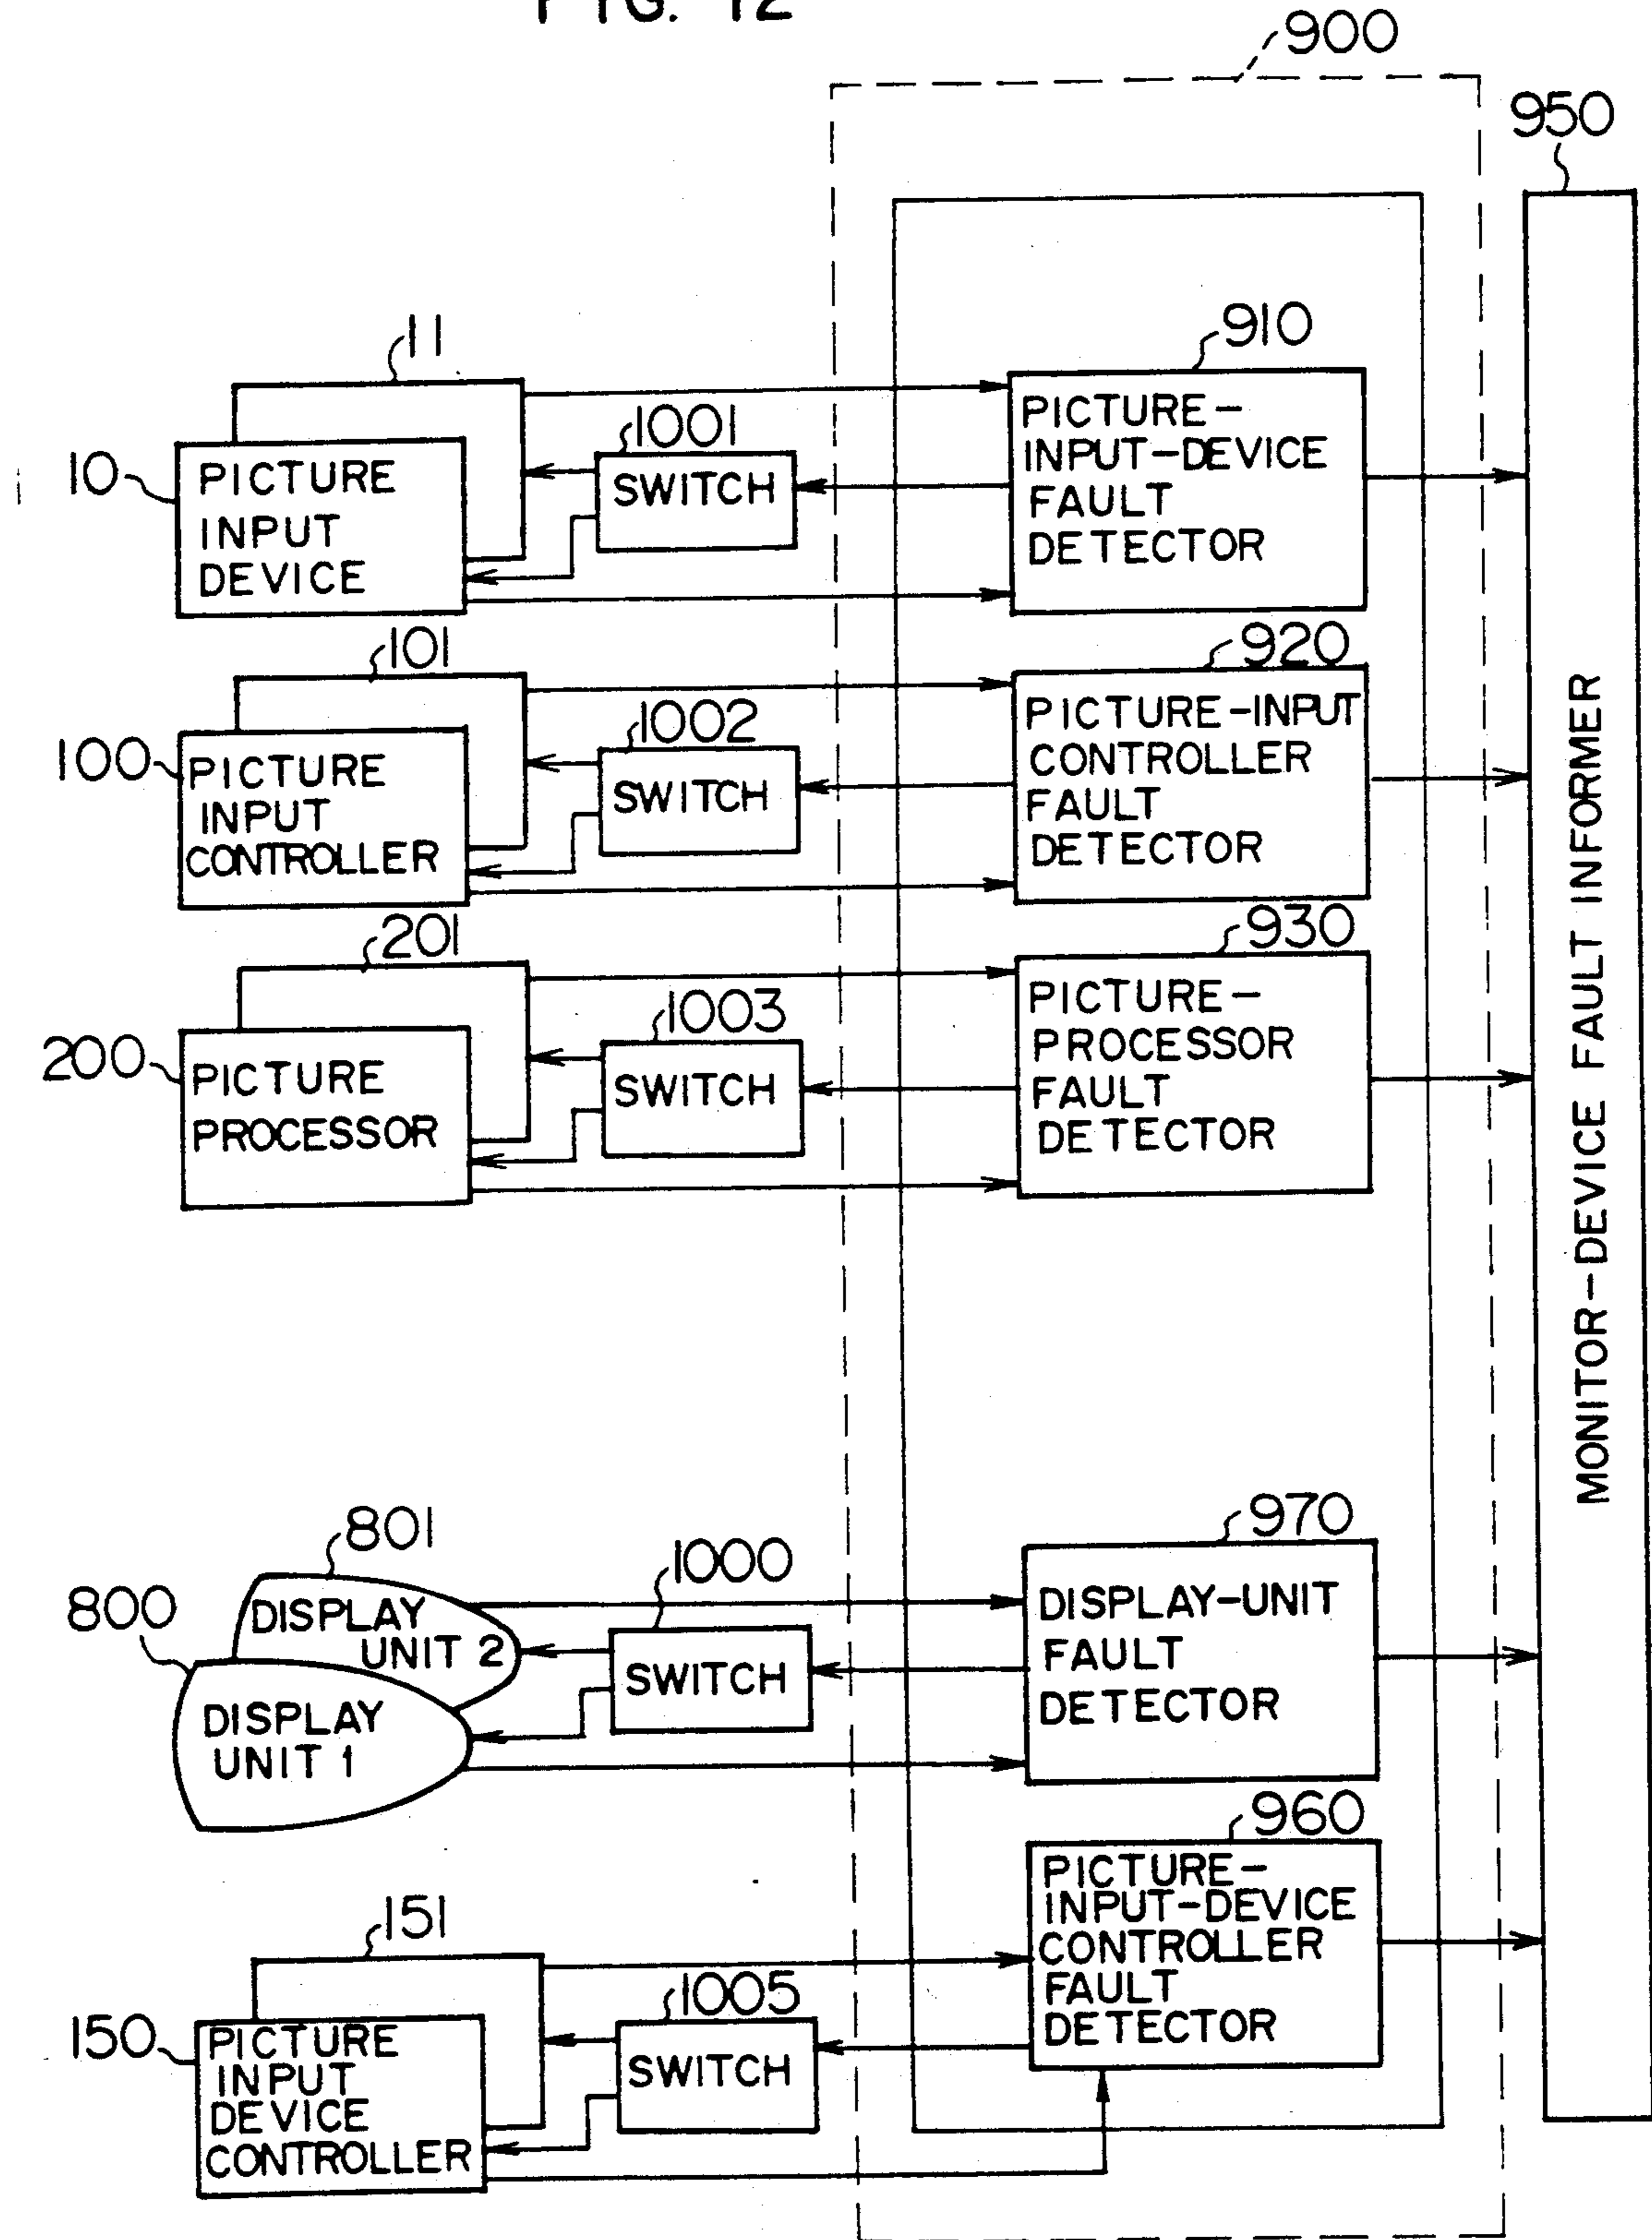 FIG. 12
900
950
11
910
PICTURE-
INPUT-DEVICE
FAULT
DETECTOR
1001
SWITCH
10
PICTURE
INPUT
DEVICE
101
920
PICTURE-INPUT
CONTROLLER
FAULT
DETECTOR
1002
SWITCH
100
PICTURE
INPUT
CONTROLLER
201
930
PICTURE-
PROCESSOR
FAULT
DETECTOR
1003
SWITCH
200
PICTURE
PROCESSOR
MONITOR-DEVICE FAULT INFORMER
801
DISPLAY
UNIT 2
800
DISPLAY
UNIT 1
1000
SWITCH
970
DISPLAY-UNIT
FAULT
DETECTOR
960
PICTURE-
INPUT-DEVICE
CONTROLLER
FAULT
DETECTOR
151
1005
SWITCH
150
PICTURE
INPUT
DEVICE
CONTROLLER